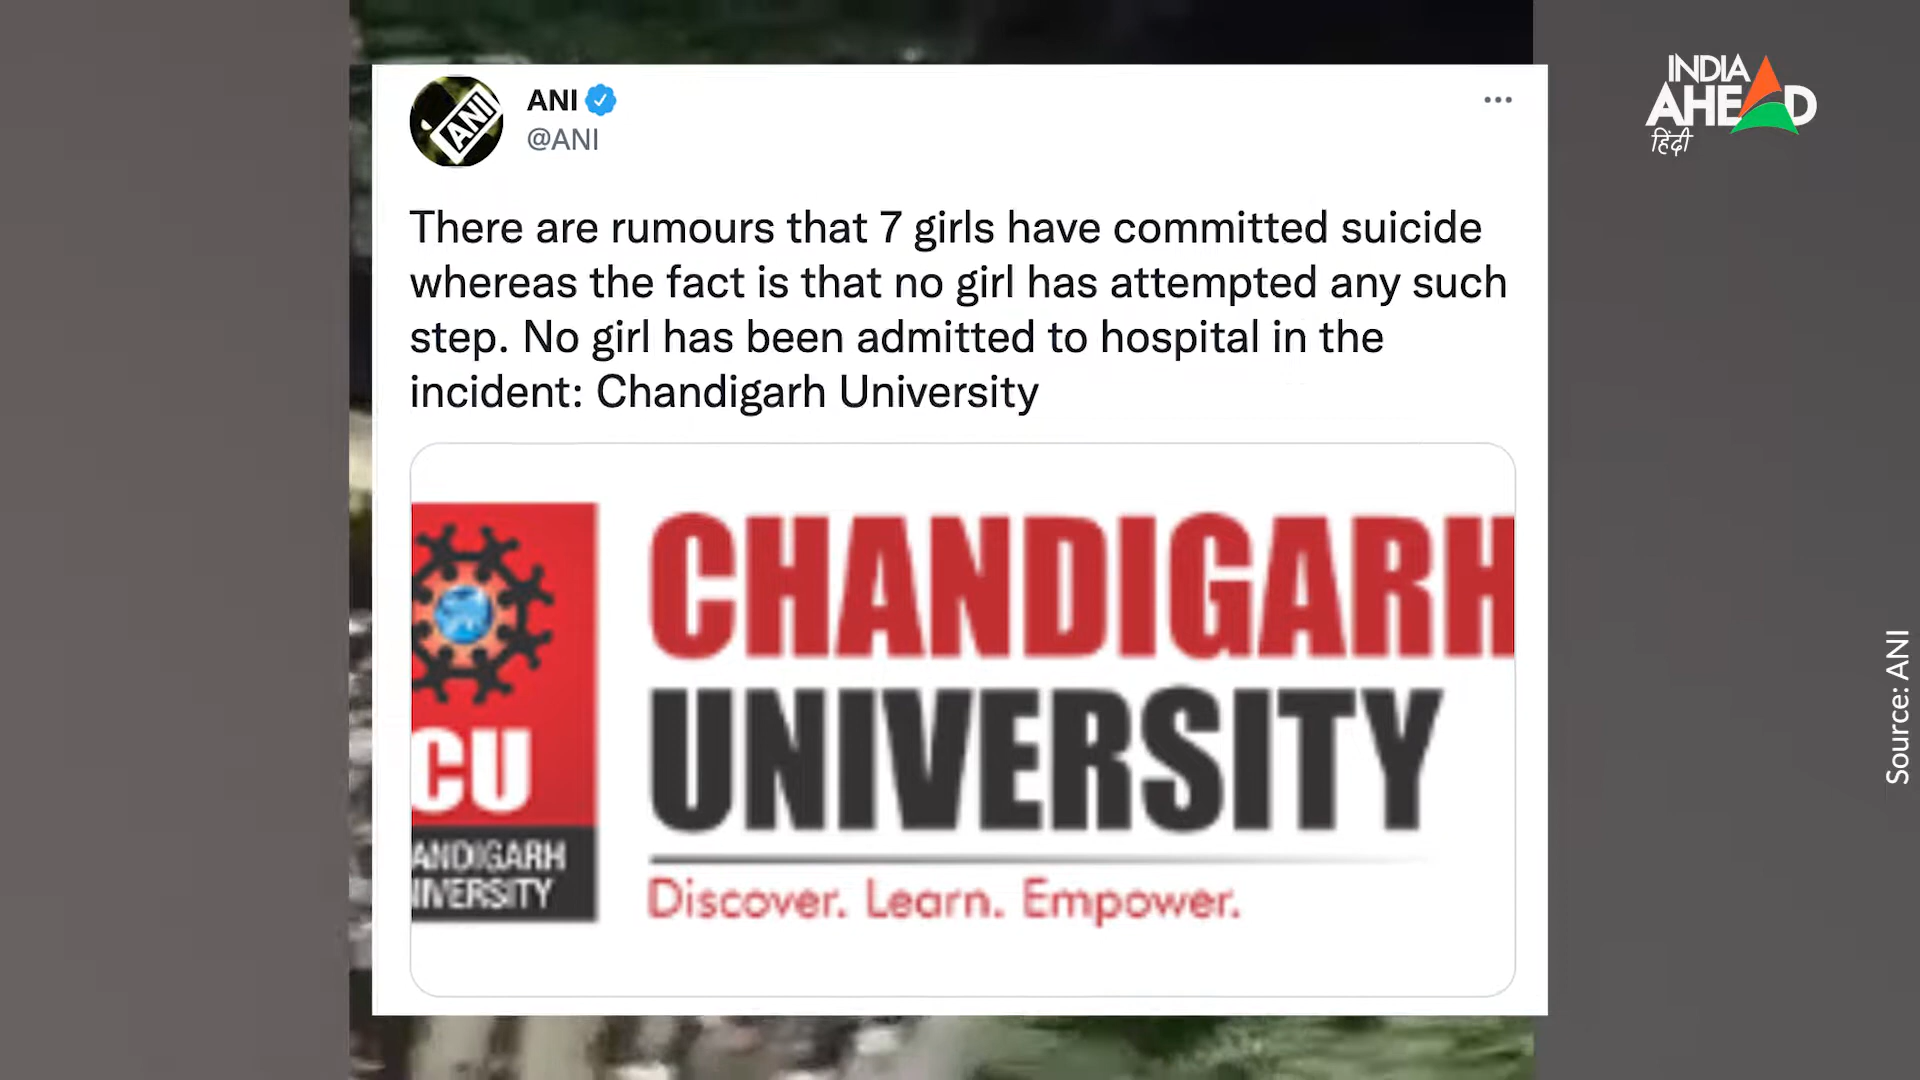 INDIA
AHEAD
हिंदी
ANI
ANI
@ANI
There are rumours that 7 girls have committed suicide
whereas the fact is that no girl has attempted any such
step. No girl has been admitted to hospital in the
incident: Chandigarh University
CU
ANDIGARH
IVERSITY
CHANDIGARH
UNIVERSITY
Discover. Learn. Empower.
Source: ANI